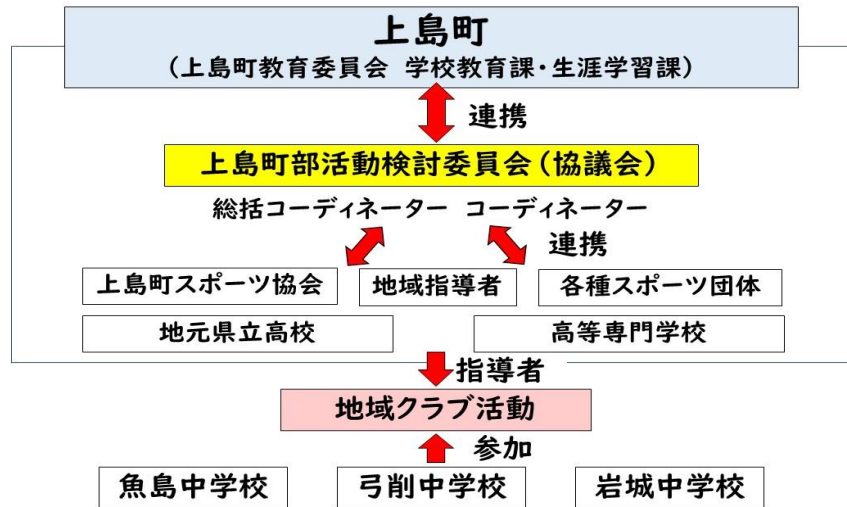 上島町
（上島町教育委員会 学校教育課・生涯学習課）
連携
上島町部活動検討委員会（協議会）
総括コーディネーター コーディネーター
連携
上島町スポーツ協会 地域指導者 各種スポーツ団体
地元県立高校 高等専門学校
指導者
地域クラブ活動
参加
魚島中学校 弓削中学校 岩城中学校